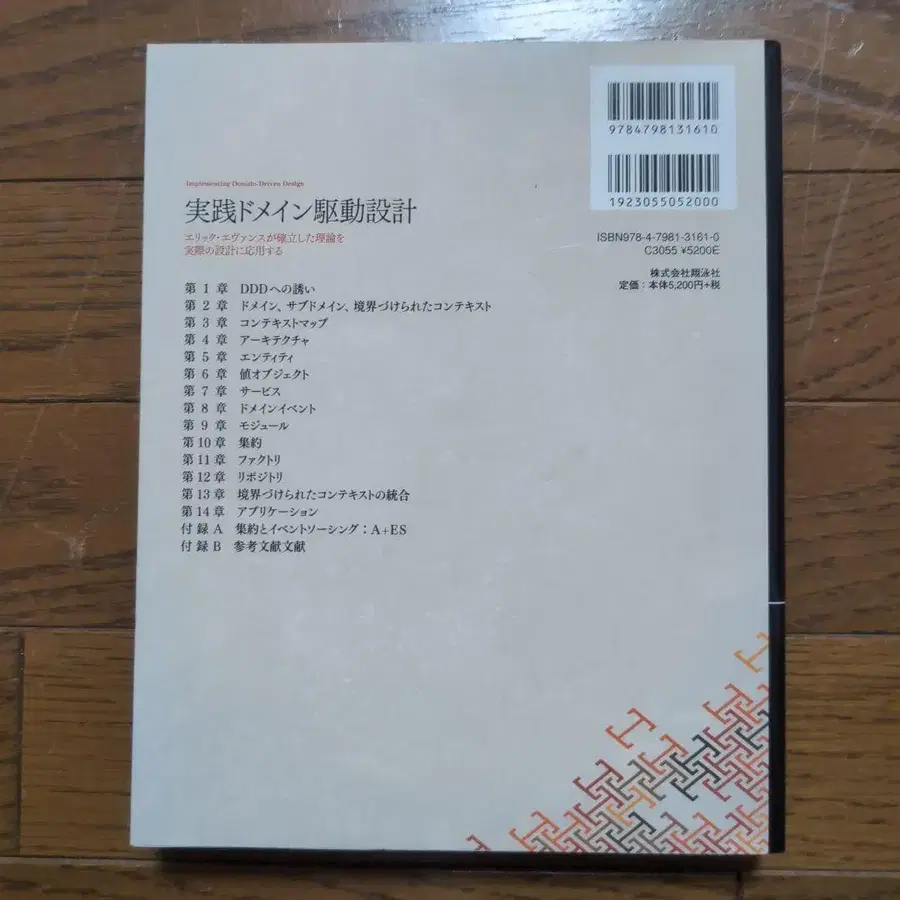 9784798131610
1923055052000
ISBN978-4-7981-3161-0
C3055 ¥5200E
株式会社翔泳社
定価：本体5,200円+税
Implementing Domain-Driven Design
実践ドメイン駆動設計
エリック・エヴァンスが確立した理論を
実際の設計に応用する
第1章 DDDへの誘い
第2章 ドメイン、サブドメイン、境界づけられたコンテキスト
第3章 コンテキストマップ
第4章 アーキテクチャ
第5章 エンティティ
第6章 値オブジェクト
第7章 サービス
第8章 ドメインイベント
第9章 モジュール
第10章 集約
第11章 ファクトリ
第12章 リポジトリ
第13章 境界づけられたコンテキストの統合
第14章 アプリケーション
付録A 集約とイベントソーシング：A+ES
付録B 参考文献文献